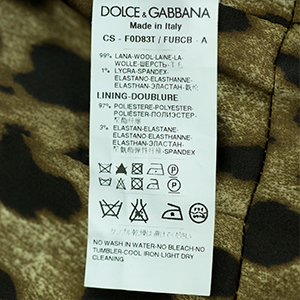 DOLCE & GABBANA
Made in Italy
CS - F0D83T / FUBCB - A
99% LANA-WOOL-LAINE-LA-
WOLLE-ШЕРСТЬ-
1% LYCRA-SPANDEX-
ELASTANO-ELASTHANNE-
ELASTHAN-ЭЛАСТАН-
LINING-DOUBLURE
97% POLIESTERE-POLYESTER-
POLYESTER-ПОЛИЭСТЕР-
3% ELASTAN-ELASTANE-
ELASTANO-ELASTHANNE-
ELASTHAN ЭЛАСТАН
-SPANDEX
NO WASH IN WATER-NO BLEACH-NO
TUMBLER-COOL IRON-LIGHT DRY
CLEANING